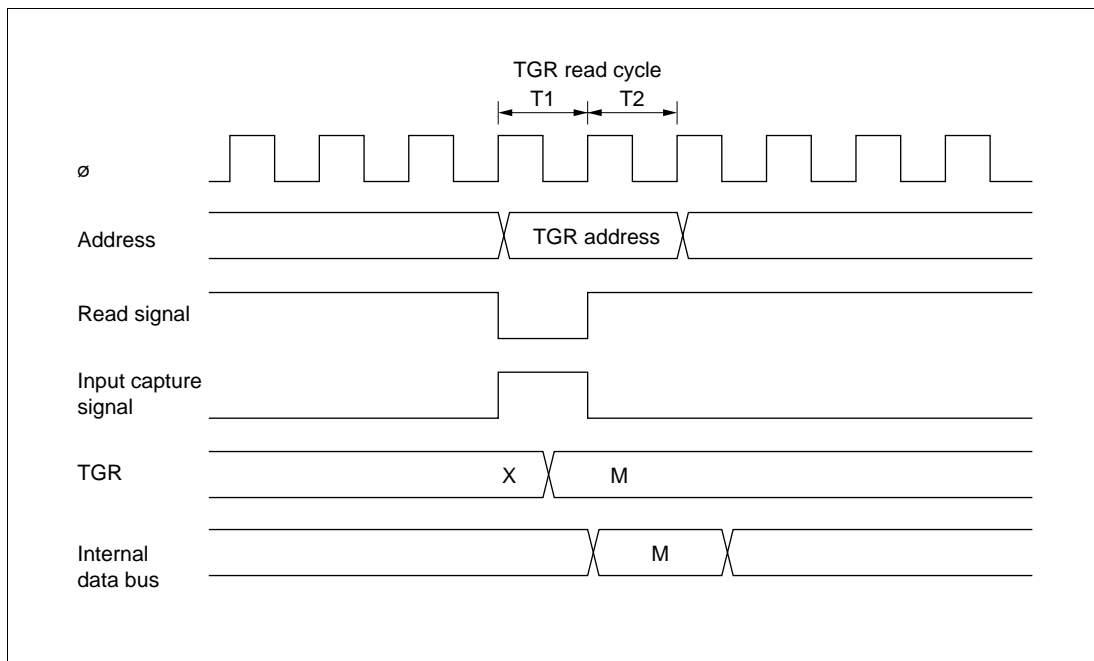 TGR read cycle
T1 T2
ø
Address
TGR address
Read signal
Input capture
signal
TGR
X
M
Internal
data bus
M